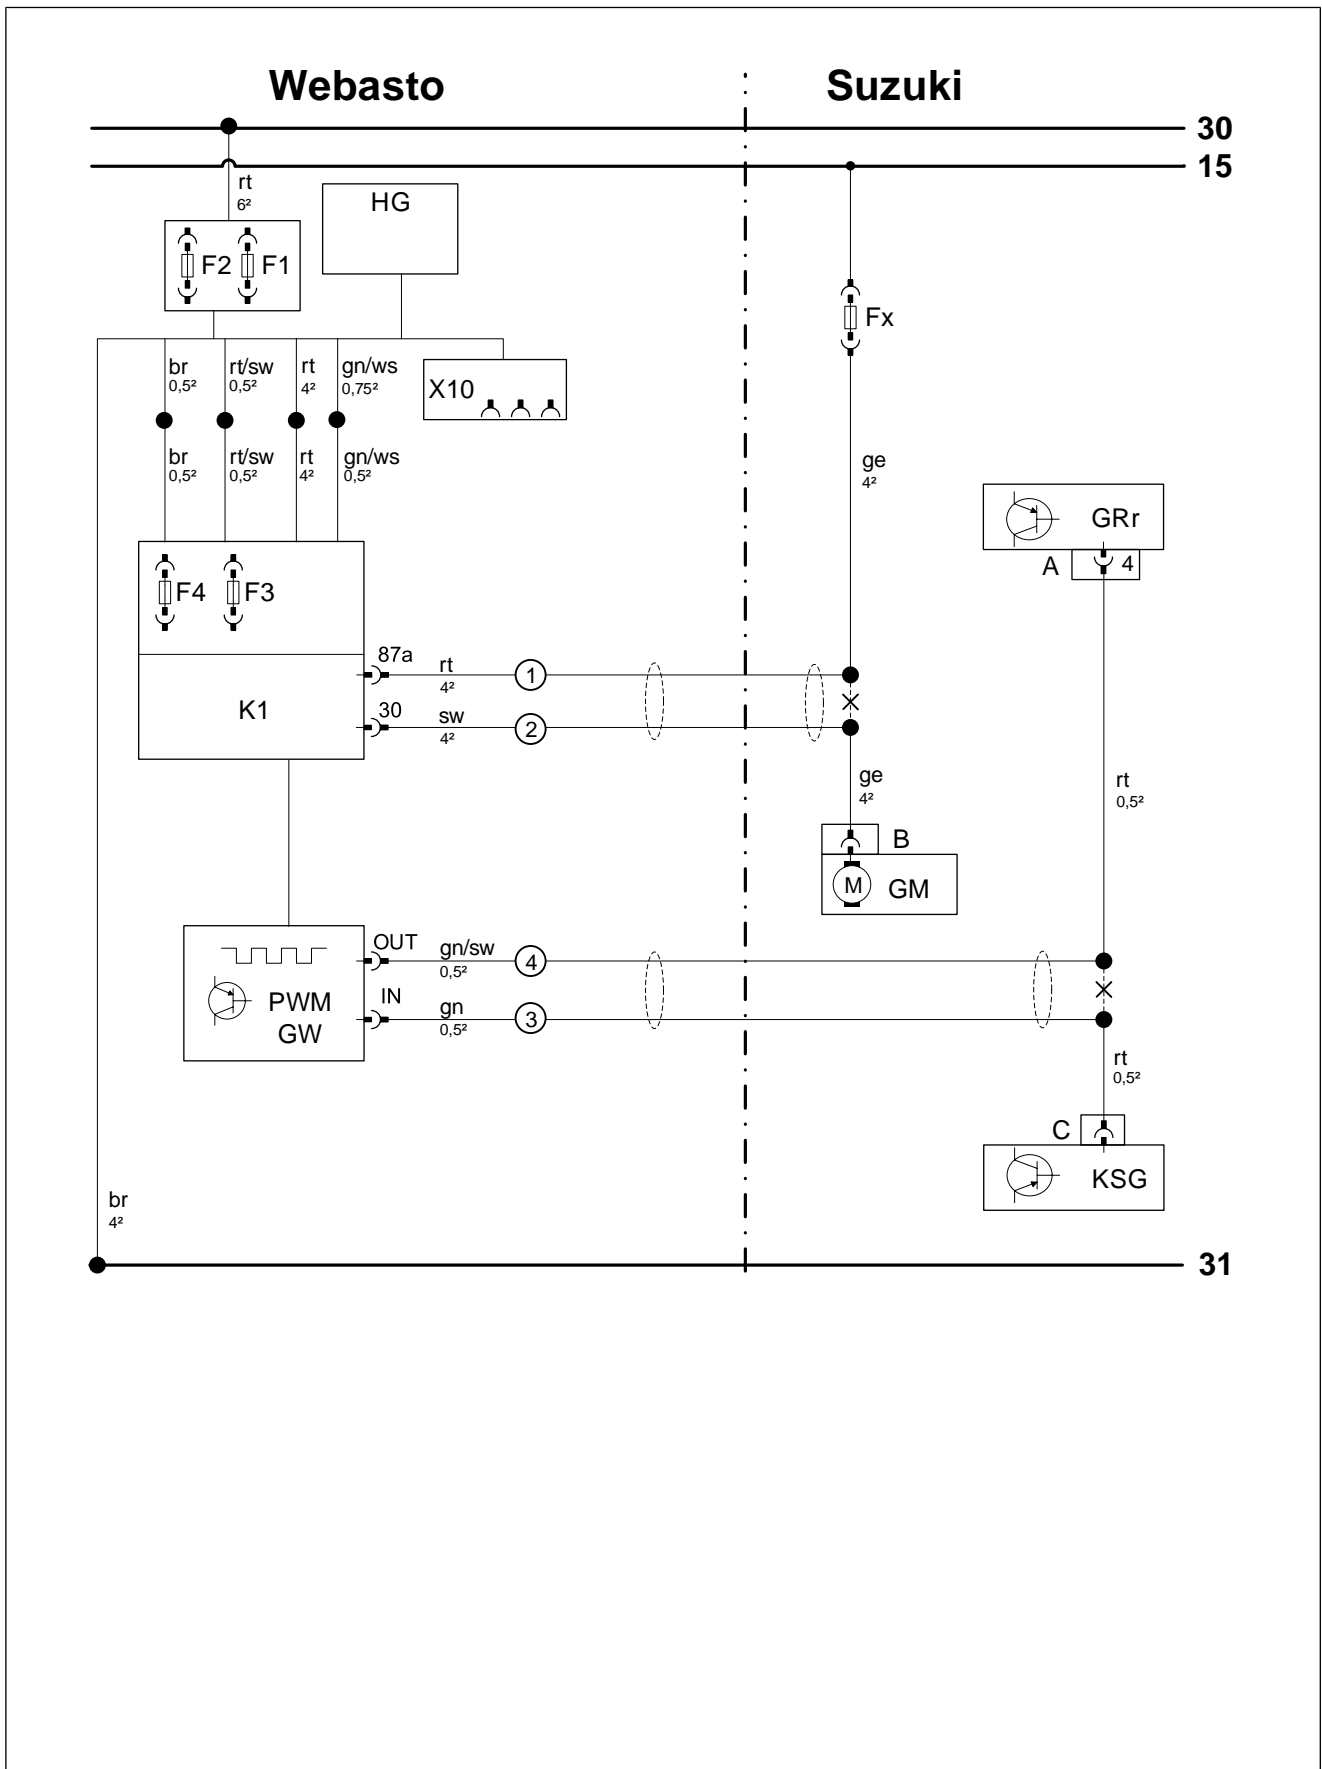 Webasto
Suzuki
30
15
rt
6²
HG
F2
F1
Fx
br
0,5²
rt/sw
0,5²
rt
4²
gn/ws
0,75²
X10
br
0,5²
rt/sw
0,5²
rt
4²
gn/ws
0,5²
ge
4²
GRr
A
4
F4
F3
87a
rt
4²
1
K1
30
sw
4²
2
ge
4²
rt
0,5²
B
M
GM
OUT
gn/sw
0,5²
4
PWM
GW
IN
gn
0,5²
3
rt
0,5²
C
KSG
br
4²
31